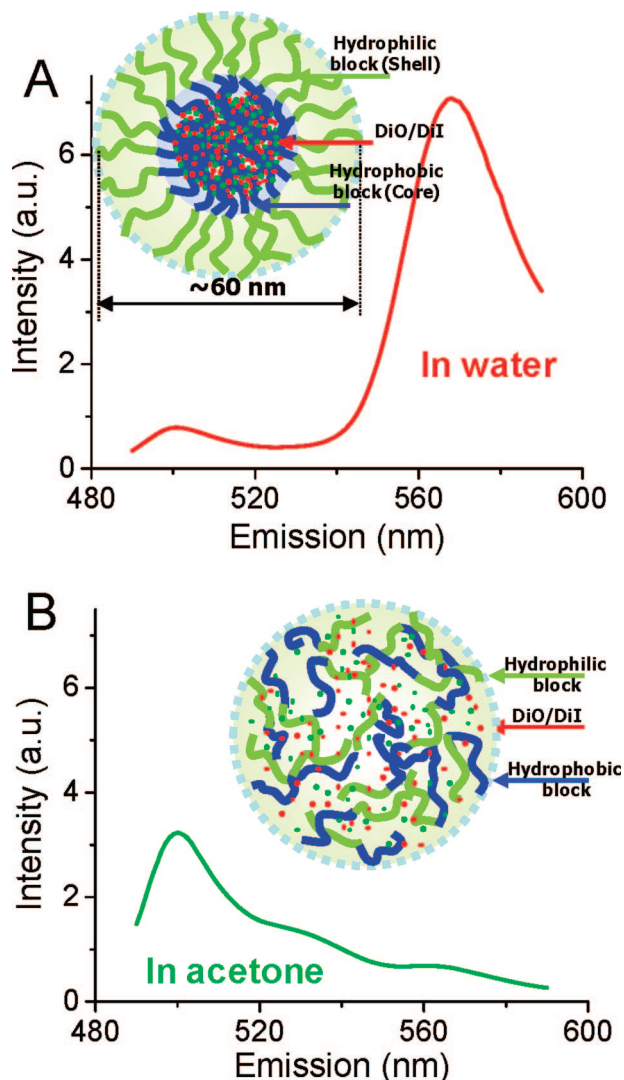 A
Hydrophilic
block (Shell)
DiO/DiI
Hydrophobic
block (Core)
~60 nm
In water
Intensity (a.u.)
6
4
2
0
480
520
560
600
Emission (nm)
B
Hydrophilic
block
DiO/DiI
Hydrophobic
block
In acetone
Intensity (a.u.)
6
4
2
0
480
520
560
600
Emission (nm)